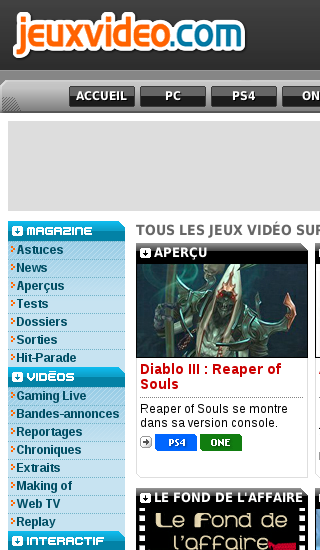 jeuxvideo.com
ACCUEIL PC PS4 ON
MAGAZINE
Astuces
News
Aperçus
Tests
Dossiers
Sorties
Hit-Parade
VIDÉOS
Gaming Live
Bandes-annonces
Reportages
Chroniques
Extraits
Making of
Web TV
Replay
INTERACTIF
TOUS LES JEUX VIDÉO SUR
APERÇU
Diablo III : Reaper of
Souls
Reaper of Souls se montre
dans sa version console.
PS4 ONE
LE FOND DE L'AFFAIRE
Le Fond de
l'affaire